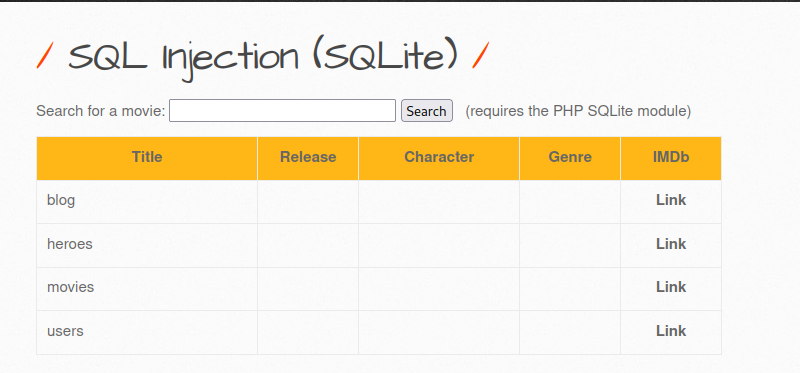 / SQL Injection (SQLite) /
Search for a movie: Search (requires the PHP SQLite module)
Title Release Character Genre IMDb
blog Link
heroes Link
movies Link
users Link